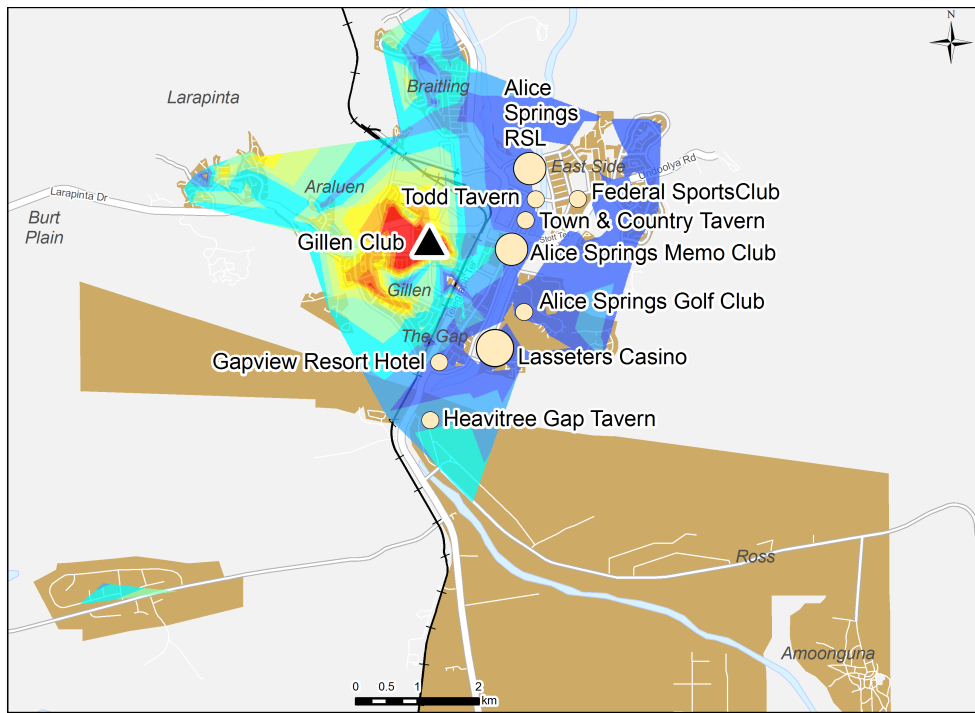 N
Braitling
Larapinta
Alice
Springs
RSL
East Side
Undoolya Rd
Larapinta Dr
Araluen
Todd Tavern
Federal SportsClub
Burt
Plain
Town & Country Tavern
Gillen Club
Stott Te
Alice Springs Memo Club
Gillen
Alice Springs Golf Club
The Gap
Gapview Resort Hotel
Lasseters Casino
Heavitree Gap Tavern
Ross
Amoonguna
0 0.5 1 2
km